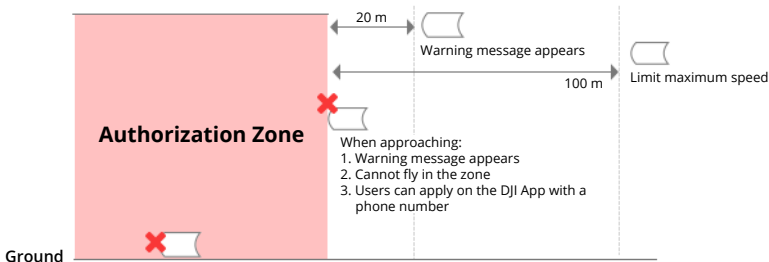 20 m
Warning message appears
100 m
Limit maximum speed
Authorization Zone
When approaching:
1. Warning message appears
2. Cannot fly in the zone
3. Users can apply on the DJI App with a
phone number
Ground